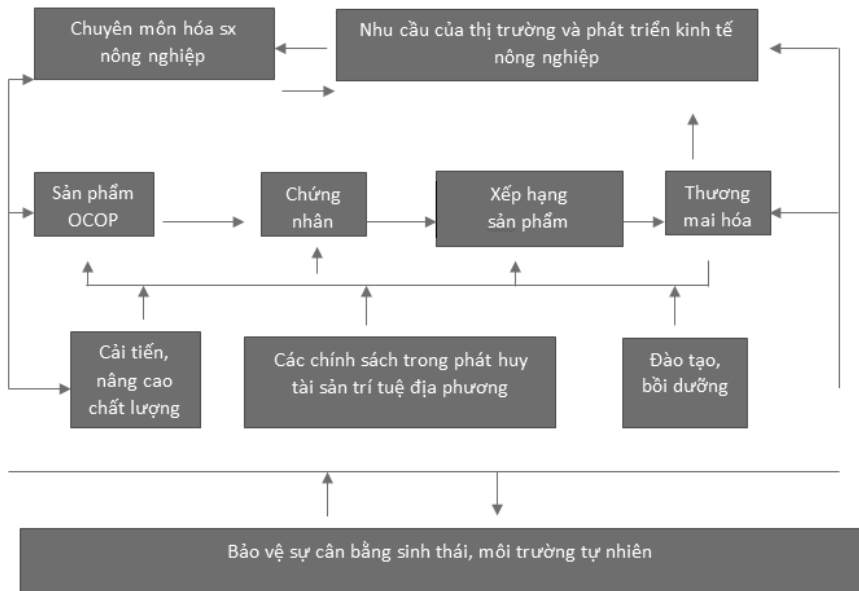 Chuyên môn hóa sx
nông nghiệp
Nhu cầu của thị trường và phát triển kinh tế
nông nghiệp
Sản phẩm
OCOP
Chứng
nhân
Xếp hạng
sản phẩm
Thương
mai hóa
Cải tiến,
nâng cao
chất lượng
Các chính sách trong phát huy
tài sản trí tuệ địa phương
Đào tạo,
bồi dưỡng
Bảo vệ sự cân bằng sinh thái, môi trường tự nhiên